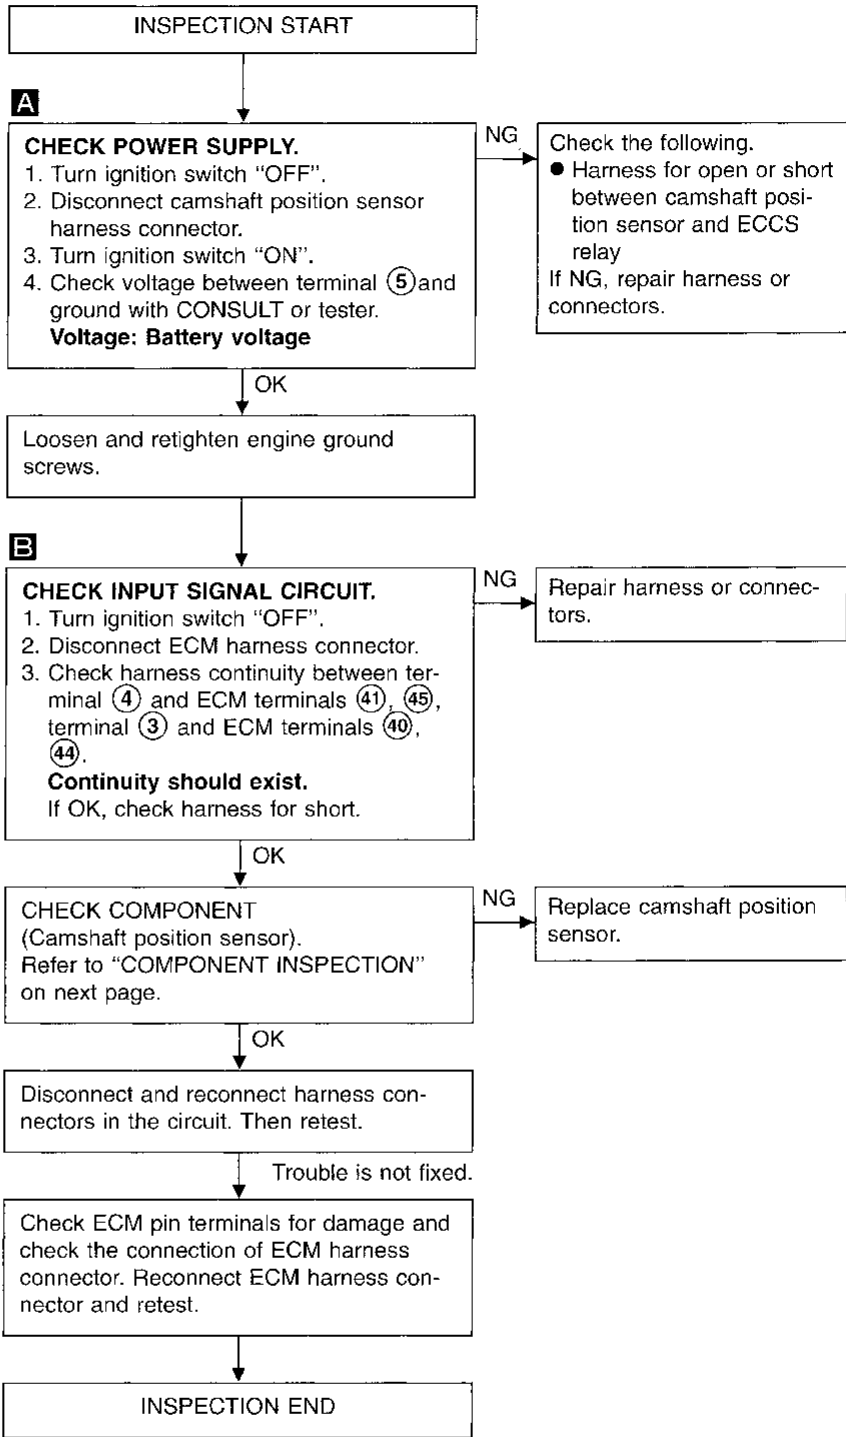 INSPECTION START
A
CHECK POWER SUPPLY.
1. Turn ignition switch “OFF”.
2. Disconnect camshaft position sensor
harness connector.
3. Turn ignition switch “ON”.
4. Check voltage between terminal ⑤ and
ground with CONSULT or tester.
Voltage: Battery voltage
NG
Check the following.
● Harness for open or short
between camshaft posi-
tion sensor and ECCS
relay
If NG, repair harness or
connectors.
OK
Loosen and retighten engine ground
screws.
B
CHECK INPUT SIGNAL CIRCUIT.
1. Turn ignition switch “OFF”.
2. Disconnect ECM harness connector.
3. Check harness continuity between ter-
minal ④ and ECM terminals ㊶, ㊺,
terminal ③ and ECM terminals ㊵,
㊹.
Continuity should exist.
If OK, check harness for short.
NG
Repair harness or connec-
tors.
OK
CHECK COMPONENT
(Camshaft position sensor).
Refer to “COMPONENT INSPECTION”
on next page.
NG
Replace camshaft position
sensor.
OK
Disconnect and reconnect harness con-
nectors in the circuit. Then retest.
Trouble is not fixed.
Check ECM pin terminals for damage and
check the connection of ECM harness
connector. Reconnect ECM harness con-
nector and retest.
INSPECTION END